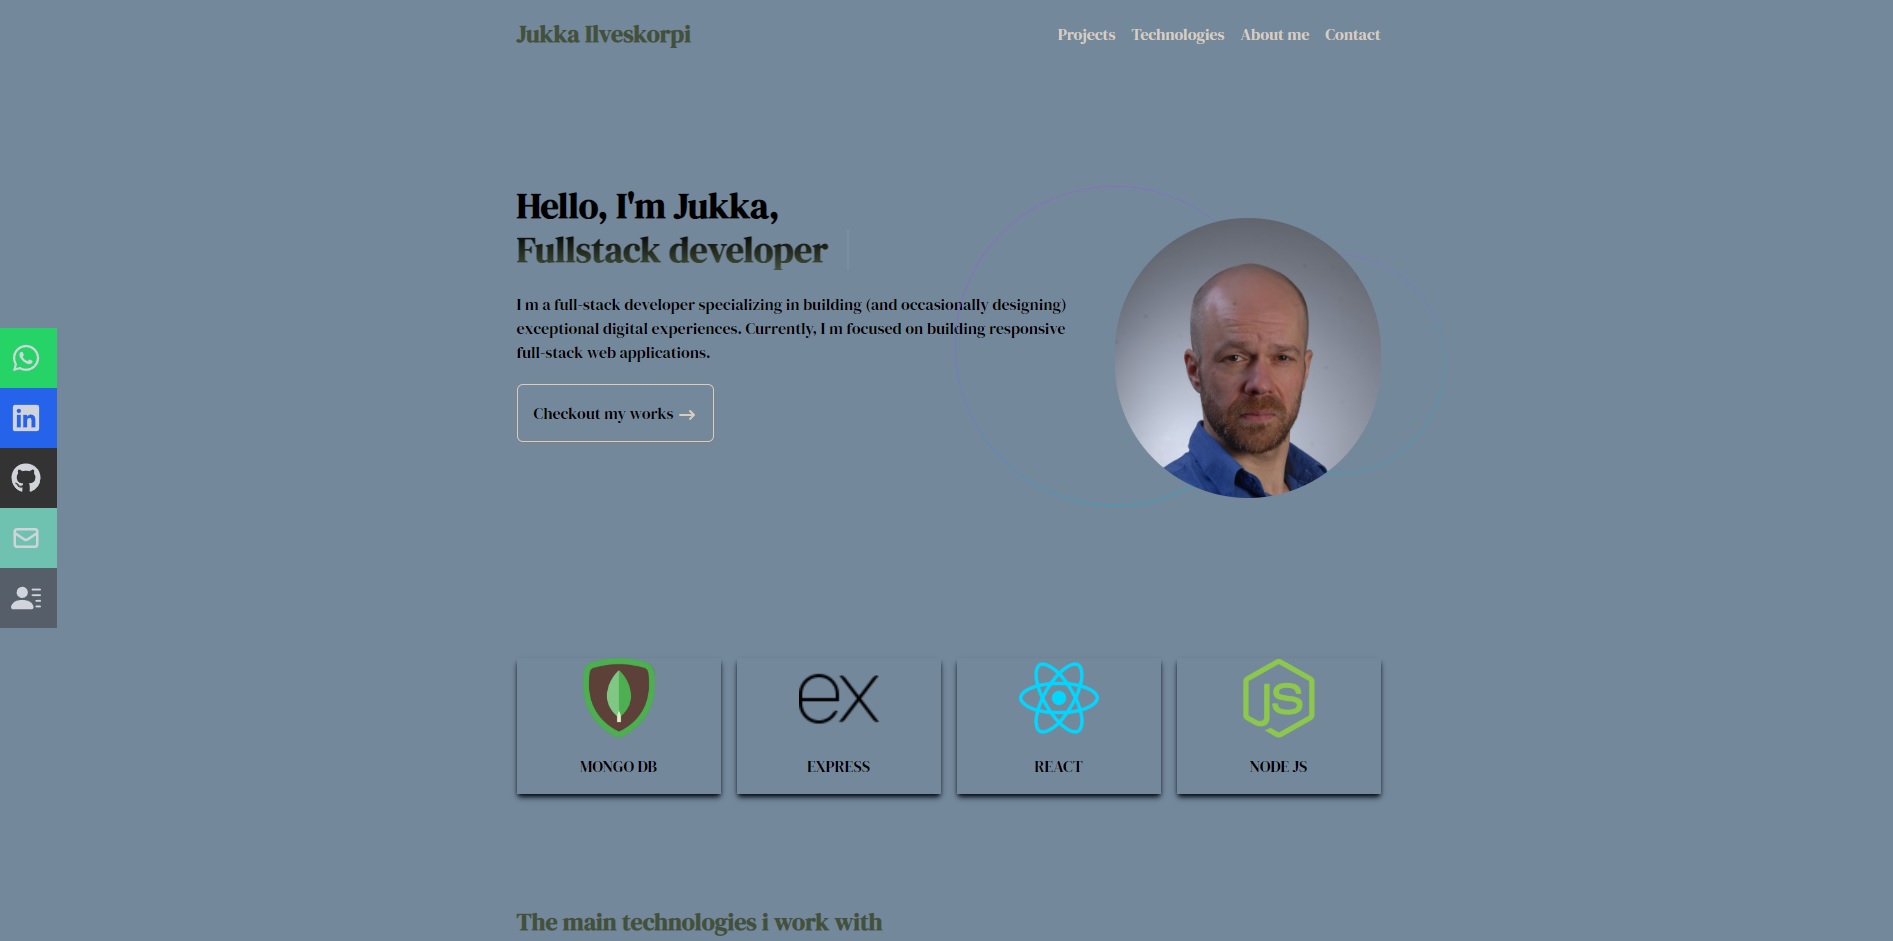 Jukka Ilveskorpi
Projects Technologies About me Contact
Hello, I'm Jukka,
Fullstack developer
I m a full-stack developer specializing in building (and occasionally designing)
exceptional digital experiences. Currently, I m focused on building responsive
full-stack web applications.
Checkout my works
in
ex
JS
MONGO DB
EXPRESS
REACT
NODE JS
The main technologies i work with